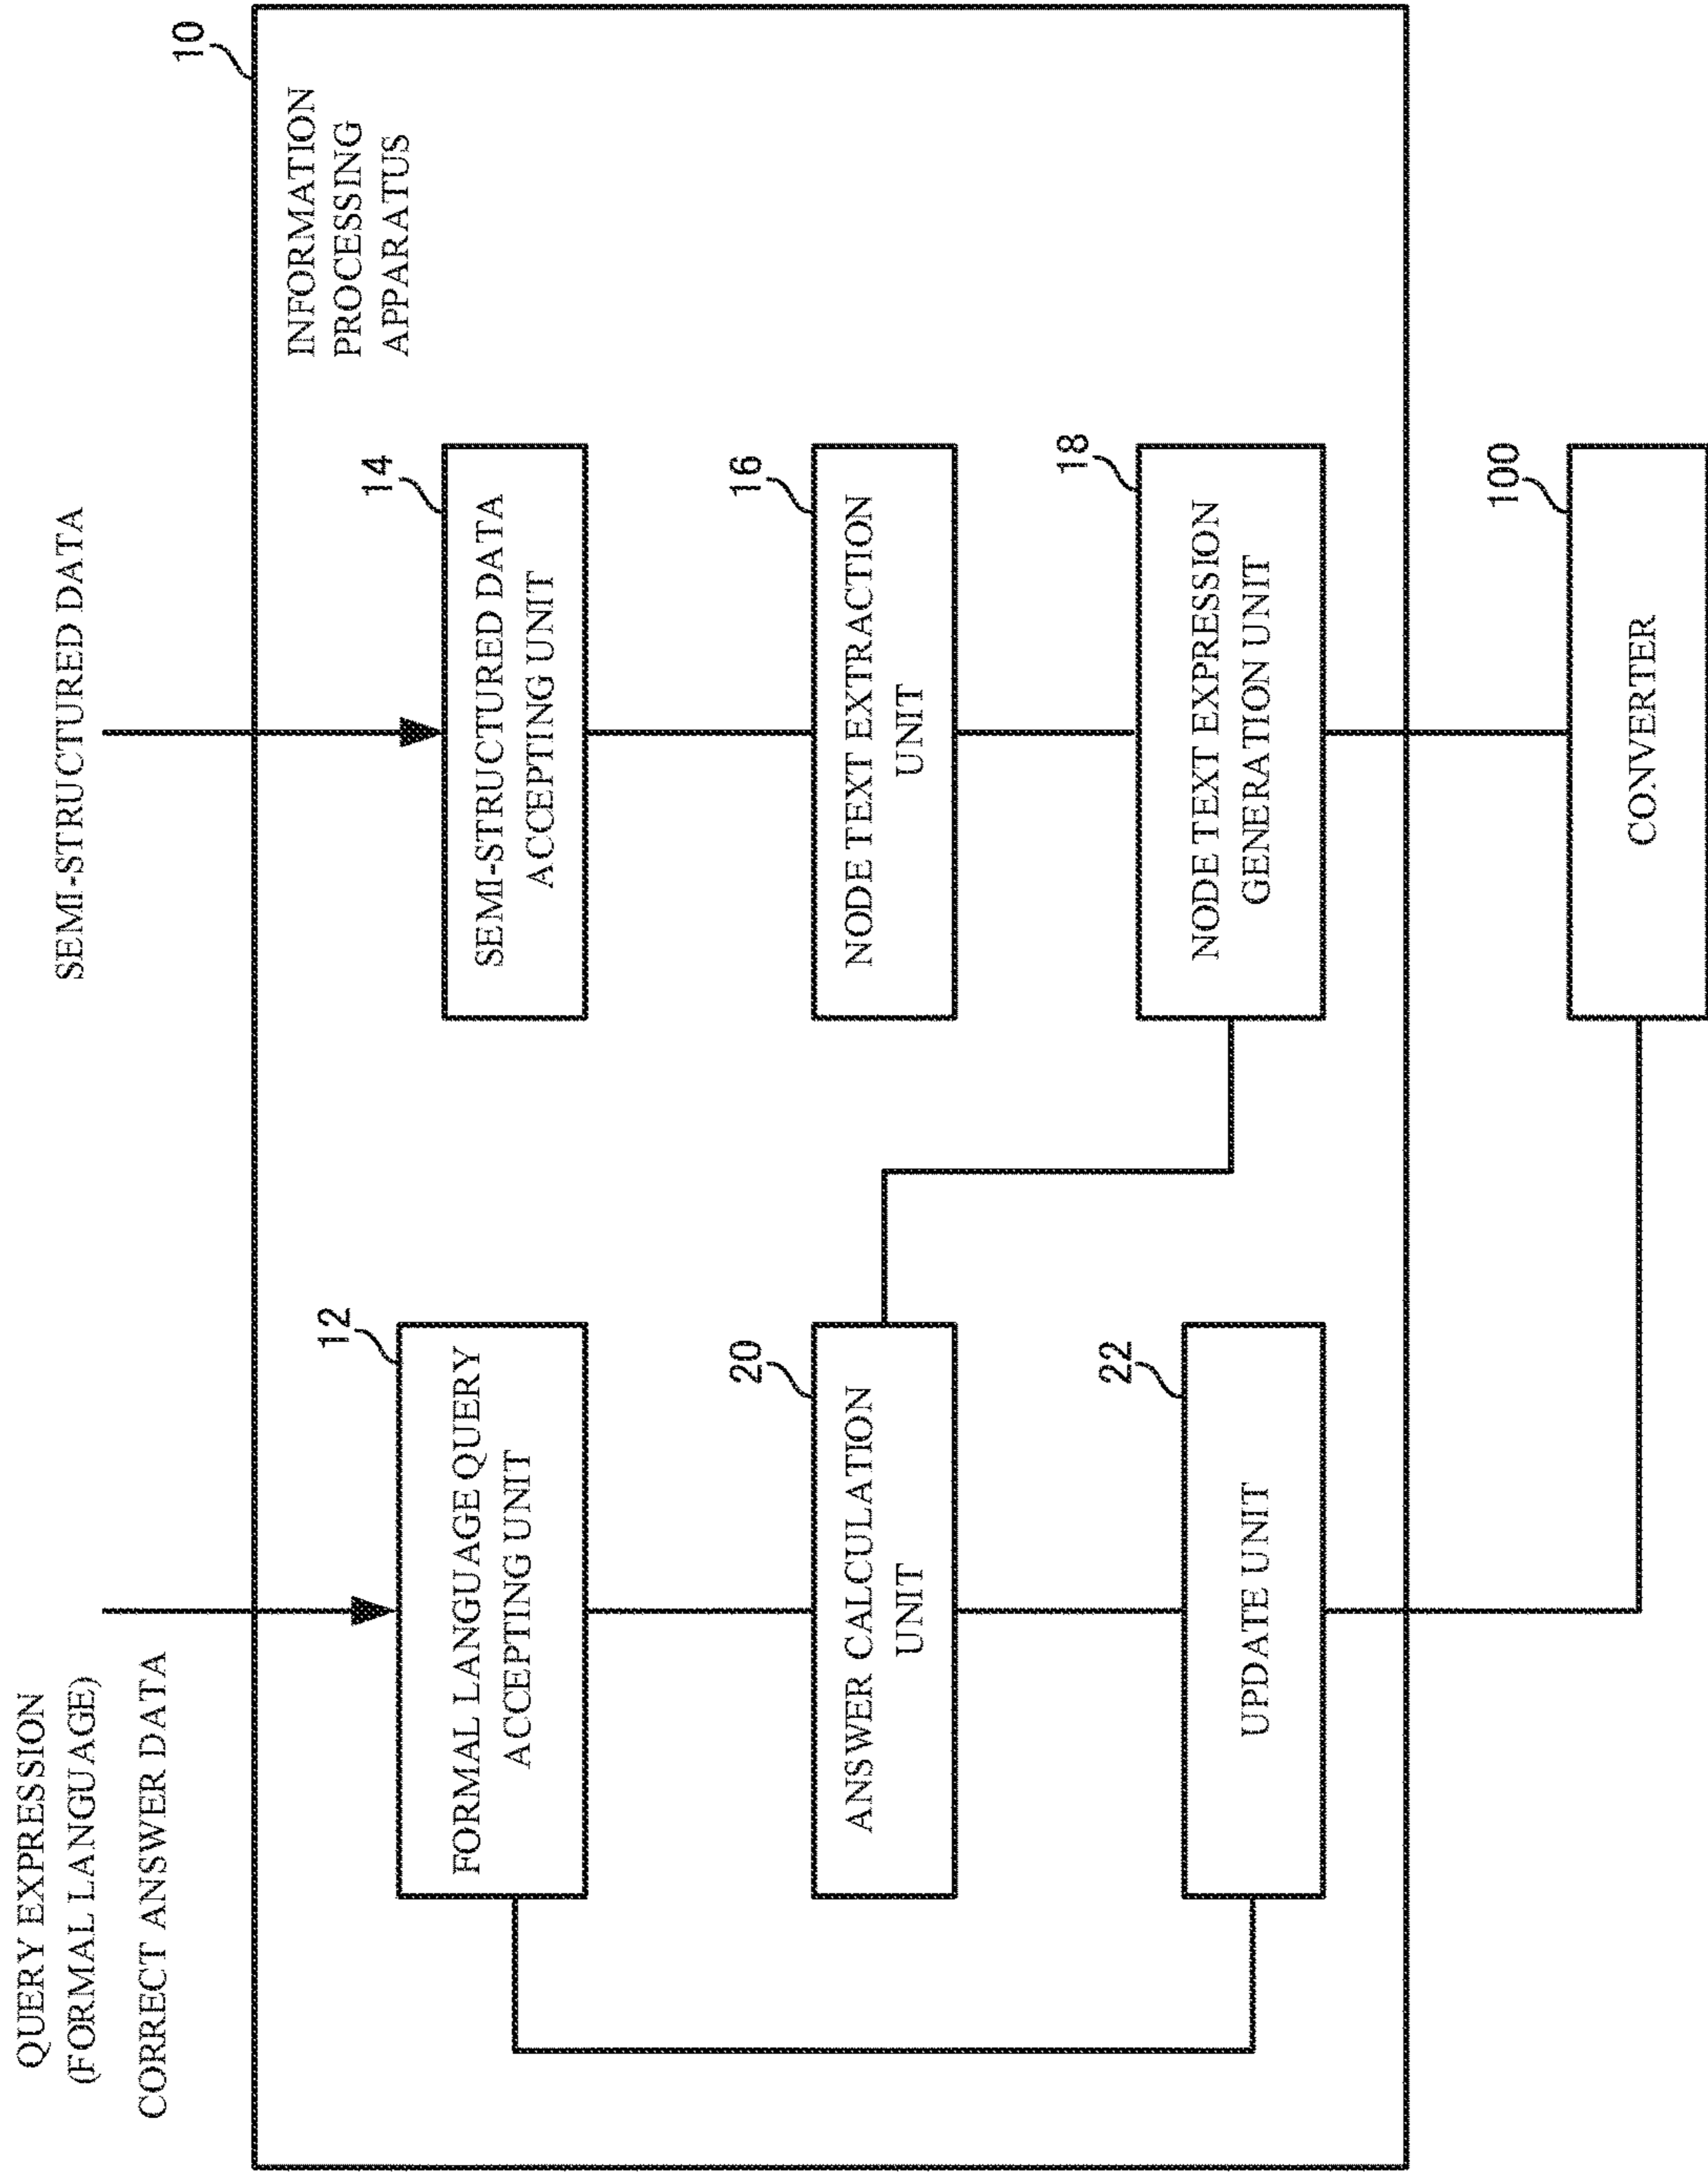 QUERY EXPRESSION
(FORMAL LANGUAGE)
CORRECT ANSWER DATA
SEMI-STRUCTURED DATA
10
INFORMATION
PROCESSING
APPARATUS
12
FORMAL LANGUAGE QUERY
ACCEPTING UNIT
14
SEMI-STRUCTURED DATA
ACCEPTING UNIT
20
ANSWER CALCULATION
UNIT
16
NODE TEXT EXTRACTION
UNIT
22
UPDATE UNIT
18
NODE TEXT EXPRESSION
GENERATION UNIT
100
CONVERTER